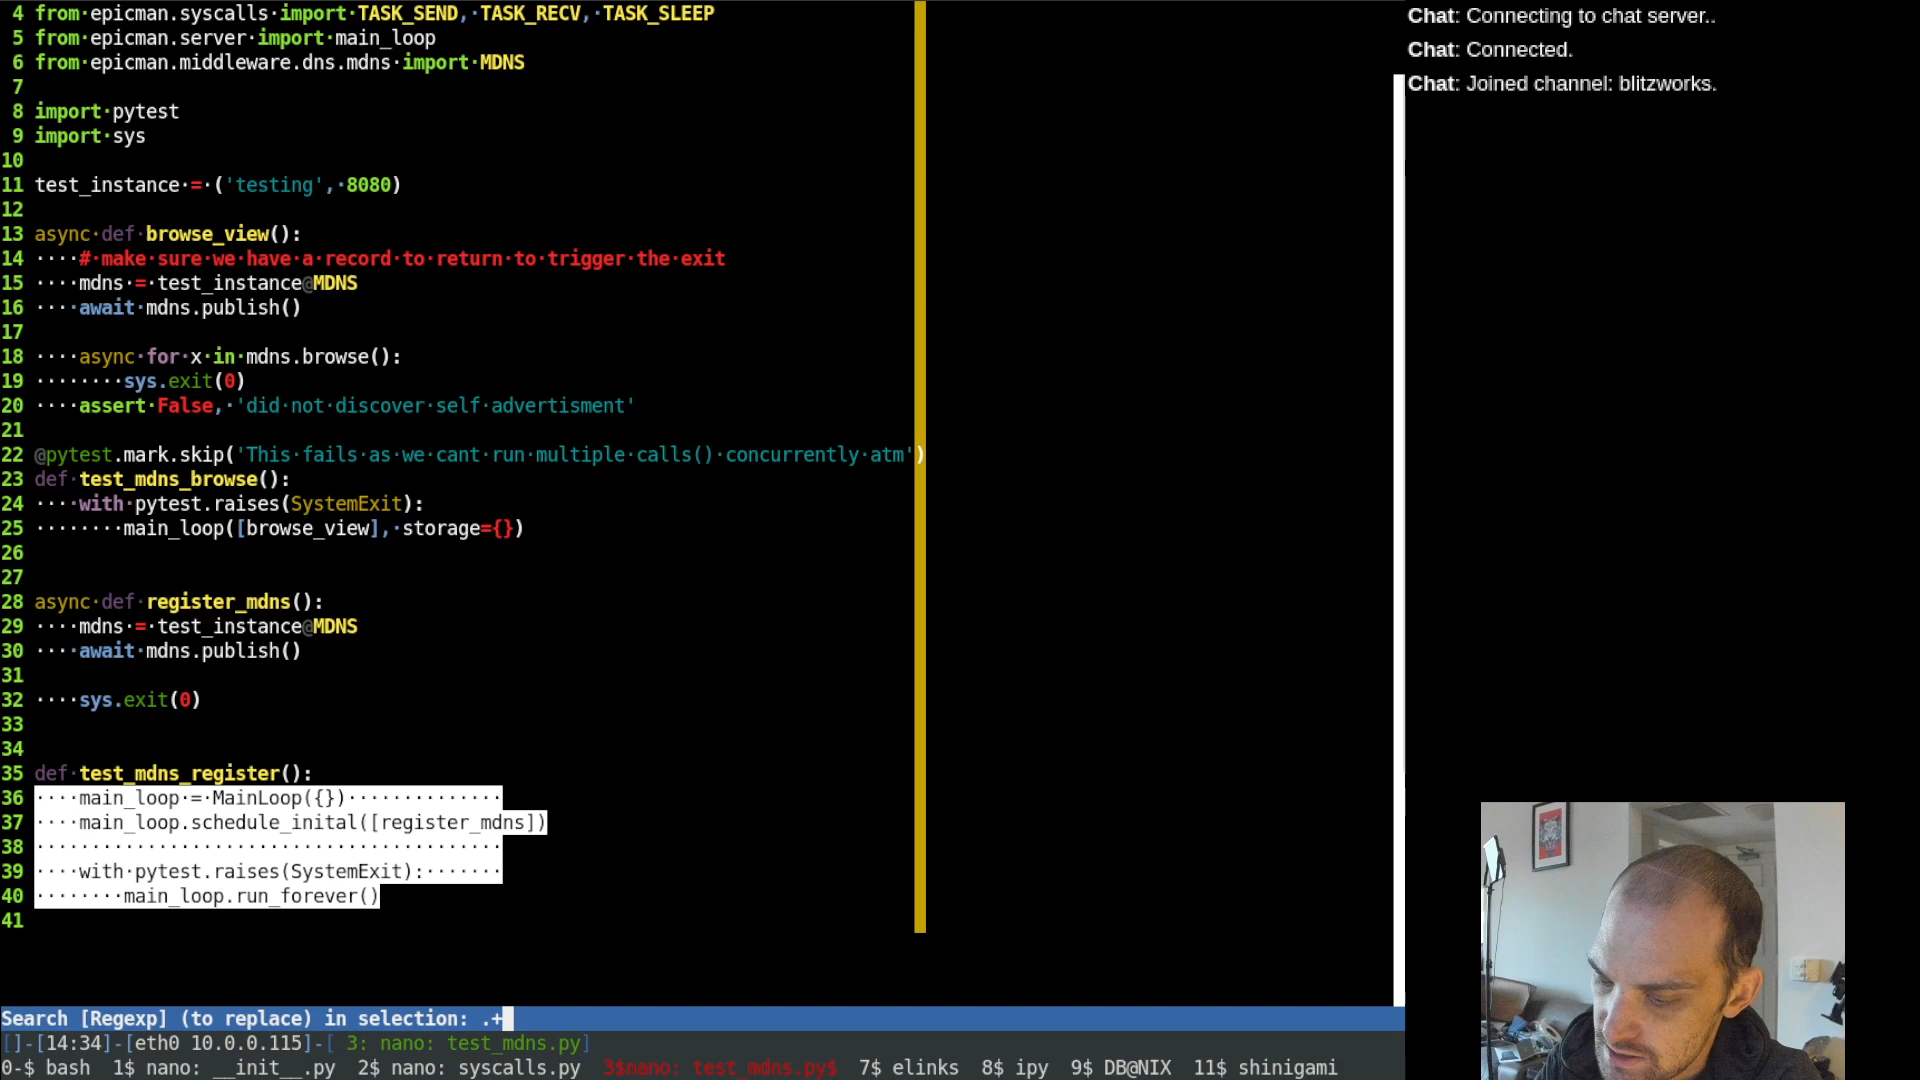 4 from·epicman.syscalls·import·TASK_SEND,·TASK_RECV,·TASK_SLEEP
5 from·epicman.server·import·main_loop
6 from·epicman.middleware.dns.mdns·import·MDNS
7
8 import·pytest
9 import·sys
10
11 test_instance·=·('testing',·8080)
12
13 async·def·browse_view():
14 ····#·make·sure·we·have·a·record·to·return·to·trigger·the·exit
15 ····mdns·=·test_instance@MDNS
16 ····await·mdns.publish()
17
18 ····async·for·x·in·mdns.browse():
19 ········sys.exit(0)
20 ····assert·False,·'did·not·discover·self·advertisment'
21
22 @pytest.mark.skip('This·fails·as·we·cant·run·multiple·calls()·concurrently·atm')
23 def·test_mdns_browse():
24 ····with·pytest.raises(SystemExit):
25 ········main_loop([browse_view],·storage={})
26
27
28 async·def·register_mdns():
29 ····mdns·=·test_instance@MDNS
30 ····await·mdns.publish()
31
32 ····sys.exit(0)
33
34
35 def·test_mdns_register():
36 ····main_loop·=·MainLoop({})··············
37 ····main_loop.schedule_inital([register_mdns])
38 ··········································
39 ····with·pytest.raises(SystemExit):·······
40 ········main_loop.run_forever()
41
Search [Regexp] (to replace) in selection: .+
[]-[14:34]-[eth0 10.0.0.115]-[ 3: nano: test_mdns.py]
0-$ bash 1$ nano: __init__.py 2$ nano: syscalls.py 3$nano: test_mdns.py$ 7$ elinks 8$ ipy 9$ DB@NIX 11$ shinigami
Chat: Connecting to chat server..
Chat: Connected.
Chat: Joined channel: blitzworks.